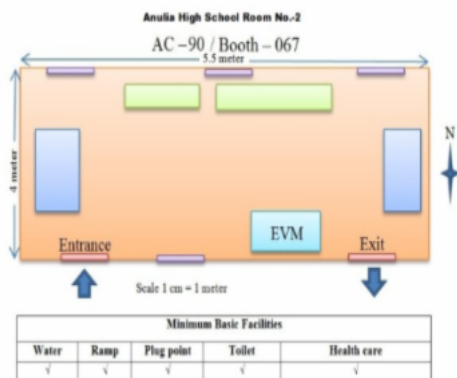 Anulia High School Room No.-2
AC –90 / Booth – 067
5.5 meter
4 meter
N
EVM
Entrance
Exit
Scale 1 cm = 1 meter
Minimum Basic Facilities
Water Ramp Plug point Toilet Health care
√ √ √ √ √